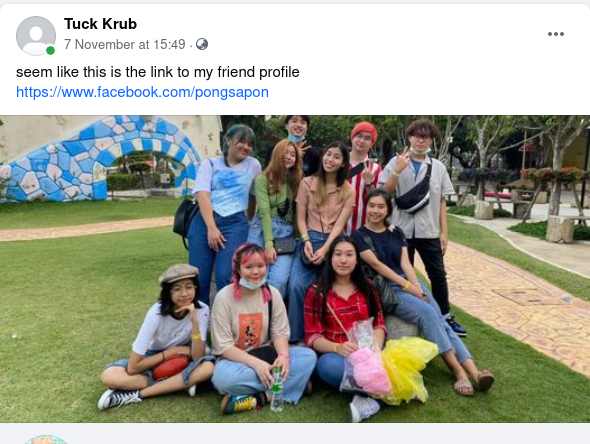 Tuck Krub
7 November at 15:49 ·
seem like this is the link to my friend profile
https://www.facebook.com/pongsapon